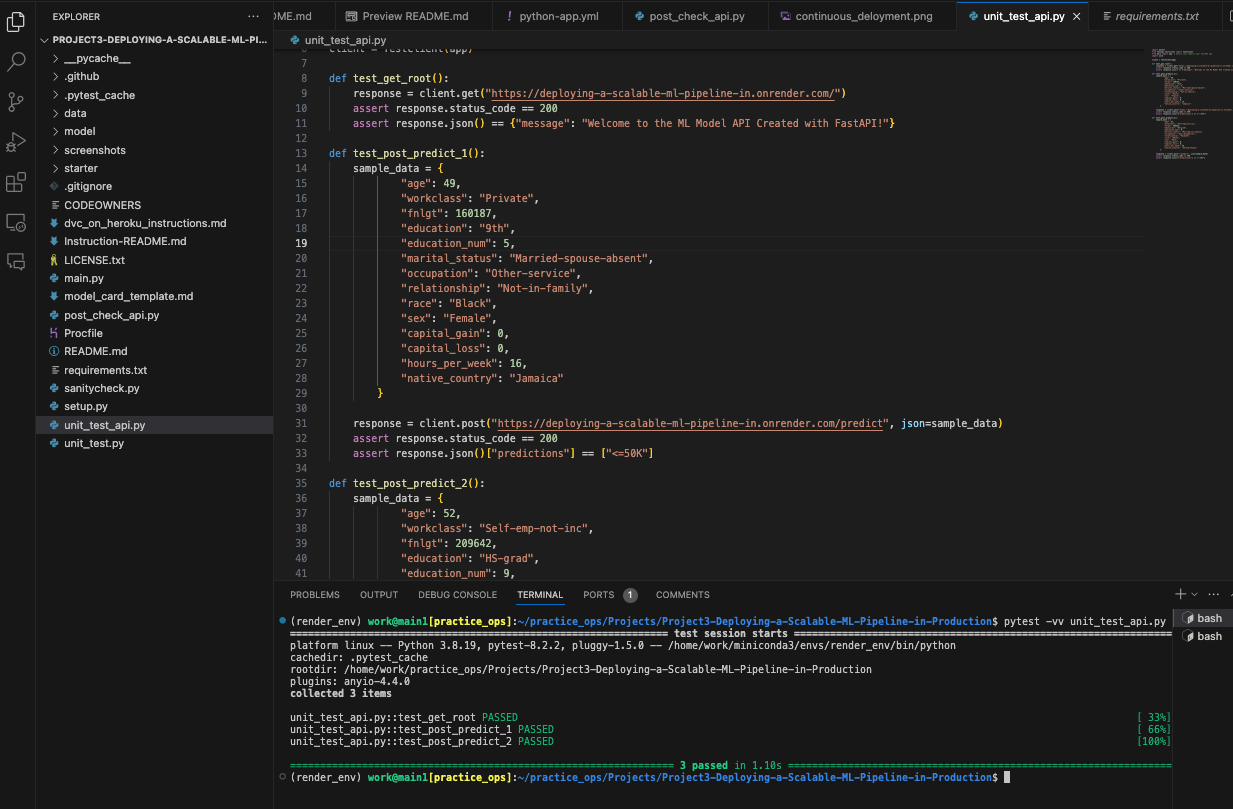 EXPLORER
PROJECT3-DEPLOYING-A-SCALABLE-ML-PI...
__pycache__
.github
.pytest_cache
data
model
screenshots
starter
.gitignore
CODEOWNERS
dvc_on_heroku_instructions.md
Instruction-README.md
LICENSE.txt
main.py
model_card_template.md
post_check_api.py
Procfile
README.md
requirements.txt
sanitycheck.py
setup.py
unit_test_api.py
unit_test.py
Preview README.md
python-app.yml
post_check_api.py
continuous_deloyment.png
unit_test_api.py
requirements.txt
unit_test_api.py
6 client = TestClient(app)
7
8 def test_get_root():
9 response = client.get("https://deploying-a-scalable-ml-pipeline-in.onrender.com/")
10 assert response.status_code == 200
11 assert response.json() == {"message": "Welcome to the ML Model API Created with FastAPI!"}
12
13 def test_post_predict_1():
14 sample_data = {
15 "age": 49,
16 "workclass": "Private",
17 "fnlgt": 160187,
18 "education": "9th",
19 "education_num": 5,
20 "marital_status": "Married-spouse-absent",
21 "occupation": "Other-service",
22 "relationship": "Not-in-family",
23 "race": "Black",
24 "sex": "Female",
25 "capital_gain": 0,
26 "capital_loss": 0,
27 "hours_per_week": 16,
28 "native_country": "Jamaica"
29 }
30
31 response = client.post("https://deploying-a-scalable-ml-pipeline-in.onrender.com/predict", json=sample_data)
32 assert response.status_code == 200
33 assert response.json()["predictions"] == ["<=50K"]
34
35 def test_post_predict_2():
36 sample_data = {
37 "age": 52,
38 "workclass": "Self-emp-not-inc",
39 "fnlgt": 209642,
40 "education": "HS-grad",
41 "education_num": 9,
PROBLEMS OUTPUT DEBUG CONSOLE TERMINAL PORTS 1 COMMENTS
bash
bash
(render_env) work@main1[practice_ops]:~/practice_ops/Projects/Project3-Deploying-a-Scalable-ML-Pipeline-in-Production$ pytest -vv unit_test_api.py
test session starts
platform linux -- Python 3.8.19, pytest-8.2.2, pluggy-1.5.0 -- /home/work/miniconda3/envs/render_env/bin/python
cachedir: .pytest_cache
rootdir: /home/work/practice_ops/Projects/Project3-Deploying-a-Scalable-ML-Pipeline-in-Production
plugins: anyio-4.4.0
collected 3 items
unit_test_api.py::test_get_root PASSED [ 33%]
unit_test_api.py::test_post_predict_1 PASSED [ 66%]
unit_test_api.py::test_post_predict_2 PASSED [100%]
3 passed in 1.10s
(render_env) work@main1[practice_ops]:~/practice_ops/Projects/Project3-Deploying-a-Scalable-ML-Pipeline-in-Production$